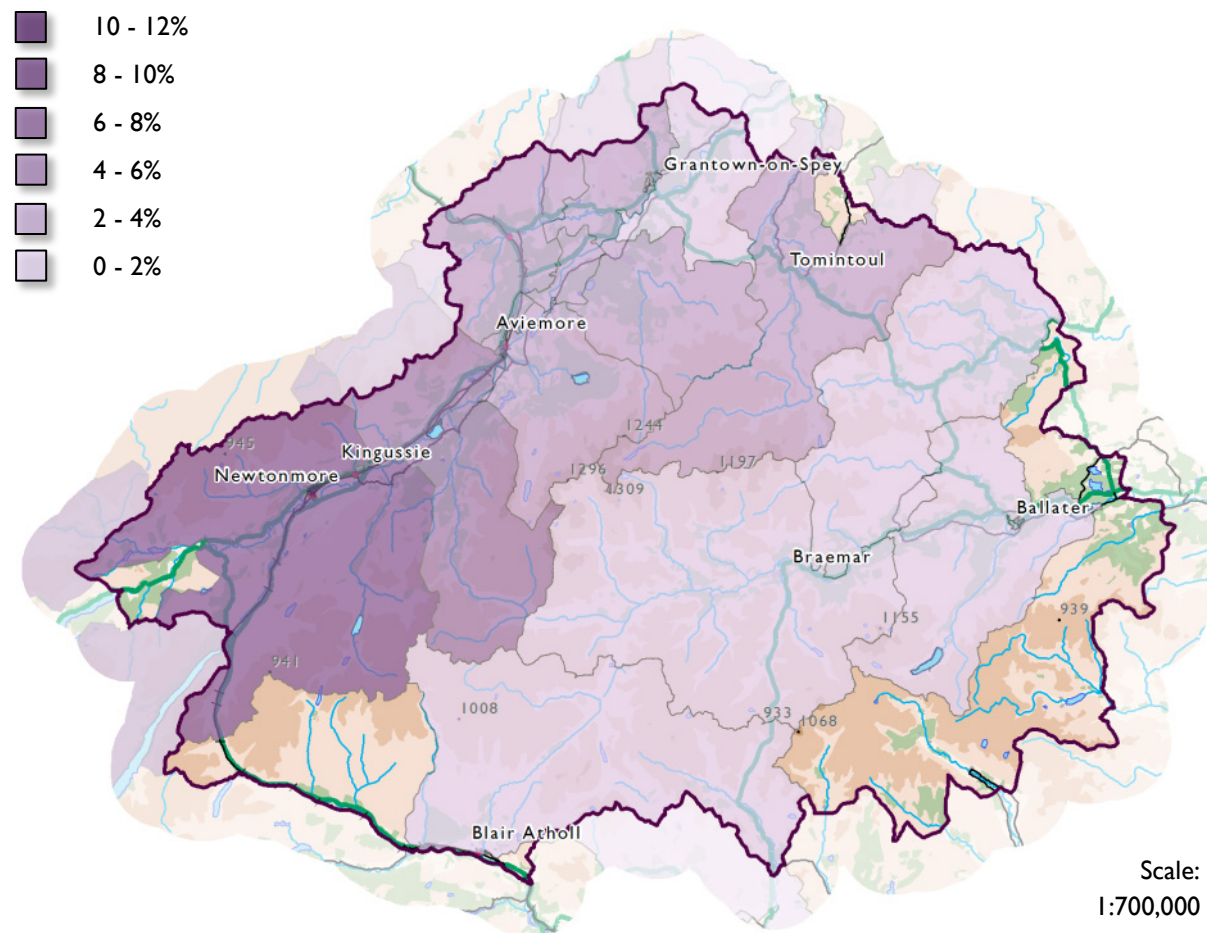 10 - 12%
8 - 10%
6 - 8%
4 - 6%
2 - 4%
0 - 2%
Grantown-on-Spey
Tomintoul
Aviemore
1244
945
Kingussie
1296
1197
Newtonmore
1309
Ballater
Braemar
939
1155
941
1008
933
1068
Blair Atholl
Scale:
1:700,000